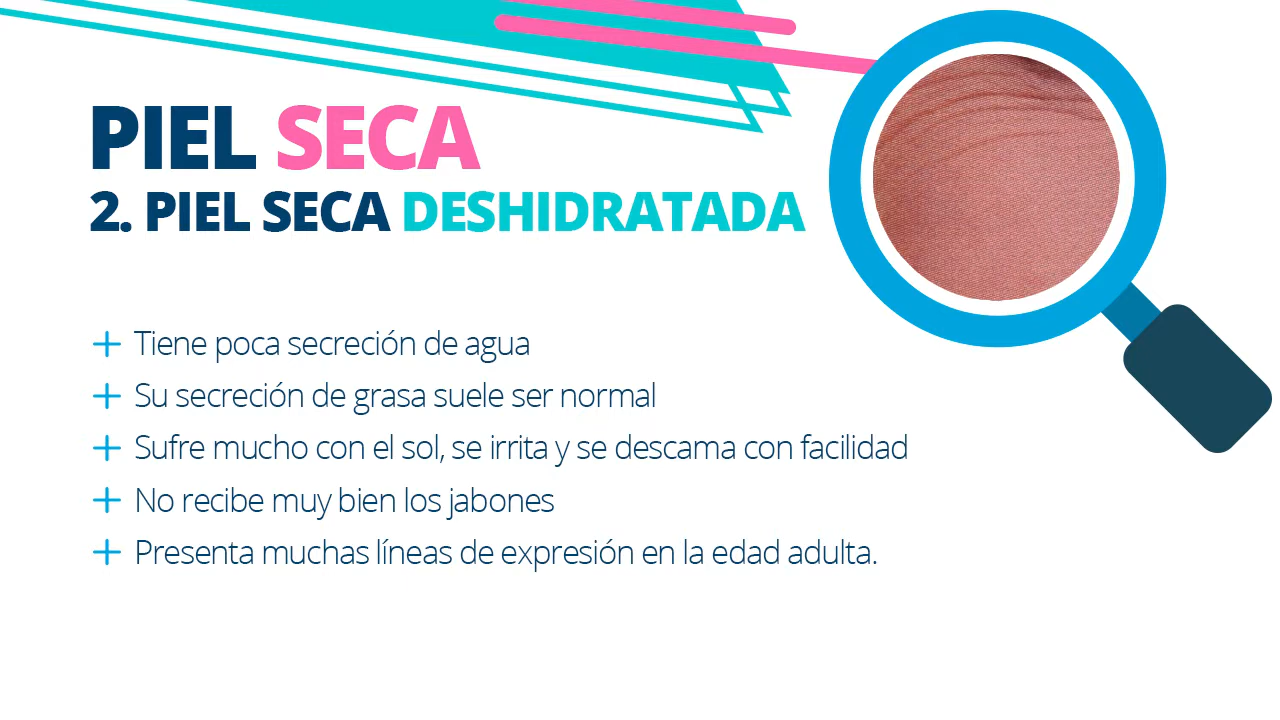 PIEL SECA
2. PIEL SECA DESHIDRATADA
Tiene poca secreción de agua
Su secreción de grasa suele ser normal
Sufre mucho con el sol, se irrita y se descama con facilidad
No recibe muy bien los jabones
Presenta muchas líneas de expresión en la edad adulta.